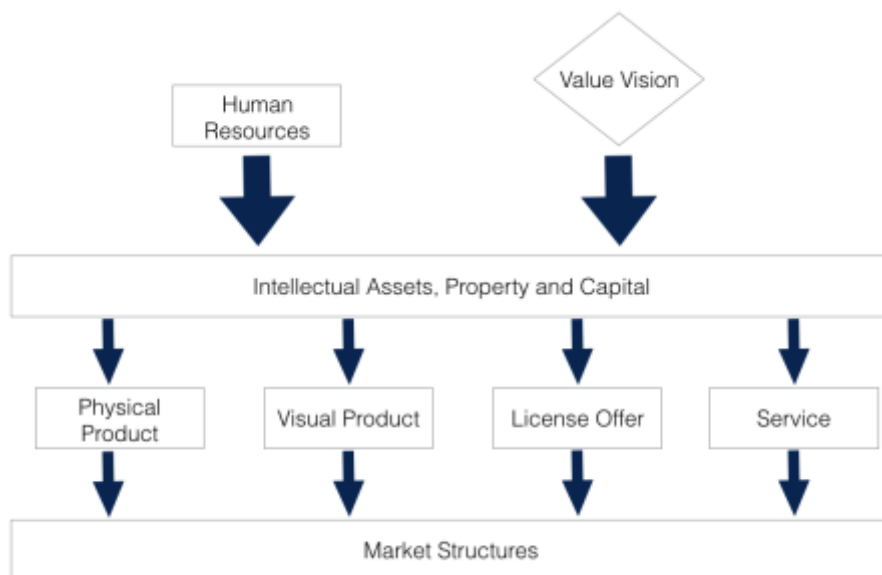 Value Vision
Human
Resources
Intellectual Assets, Property and Capital
Physical
Product
Visual Product
License Offer
Service
Market Structures